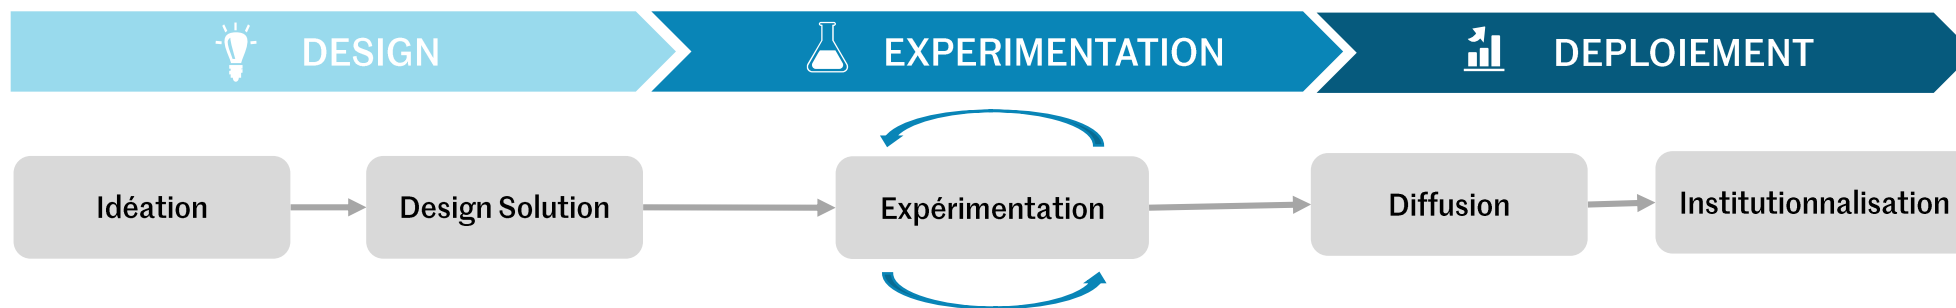 DESIGN
EXPERIMENTATION
DEPLOIEMENT
Idéation
Design Solution
Expérimentation
Diffusion
Institutionnalisation